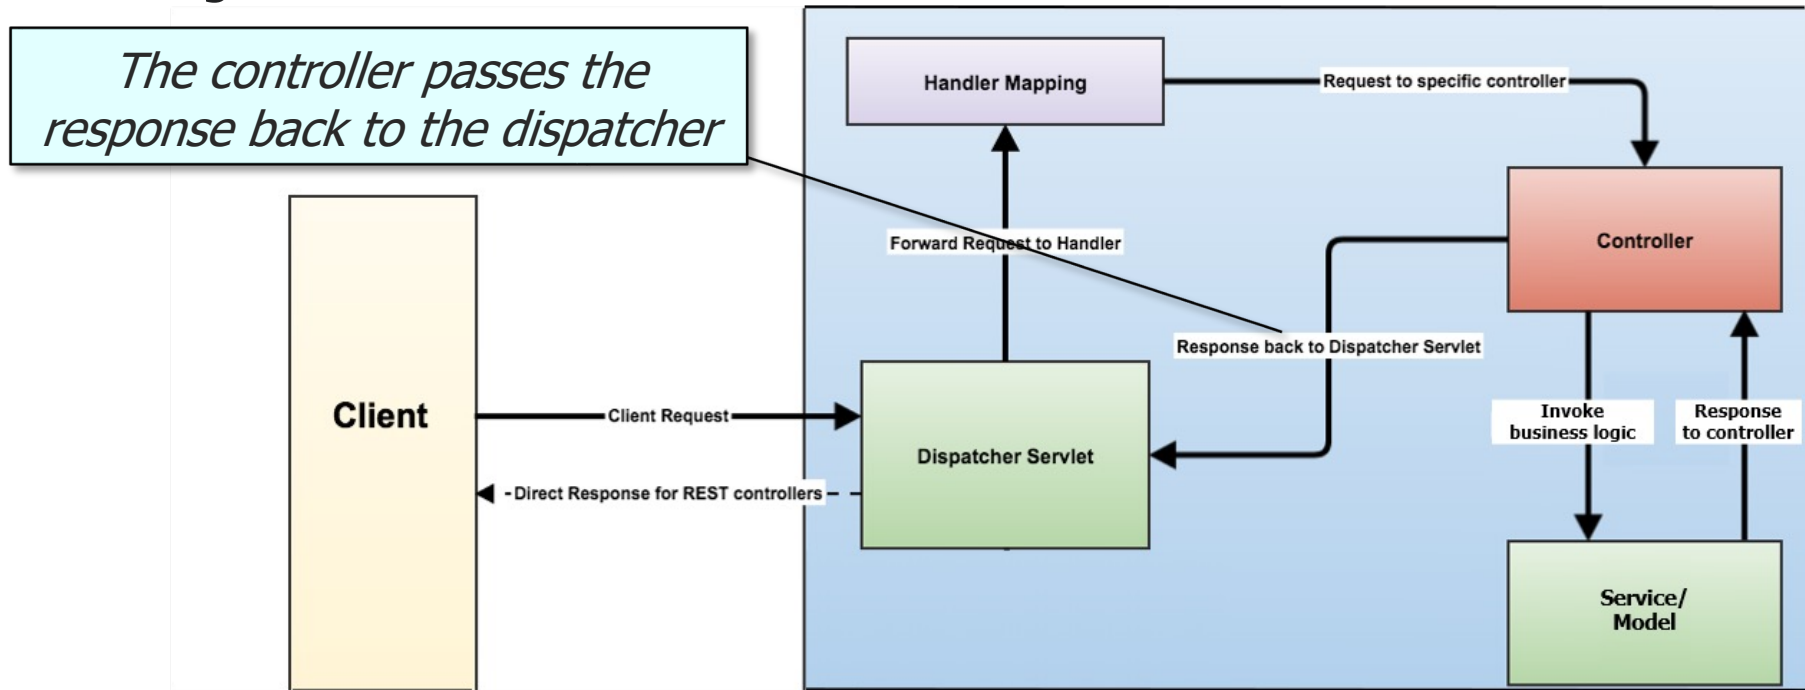 The controller passes the
response back to the dispatcher
Handler Mapping
Request to specific controller
Forward Request to Handler
Controller
Response back to Dispatcher Servlet
Client
Client Request
Dispatcher Servlet
Direct Response for REST controllers
Invoke
business logic
Response
to controller
Service/
Model